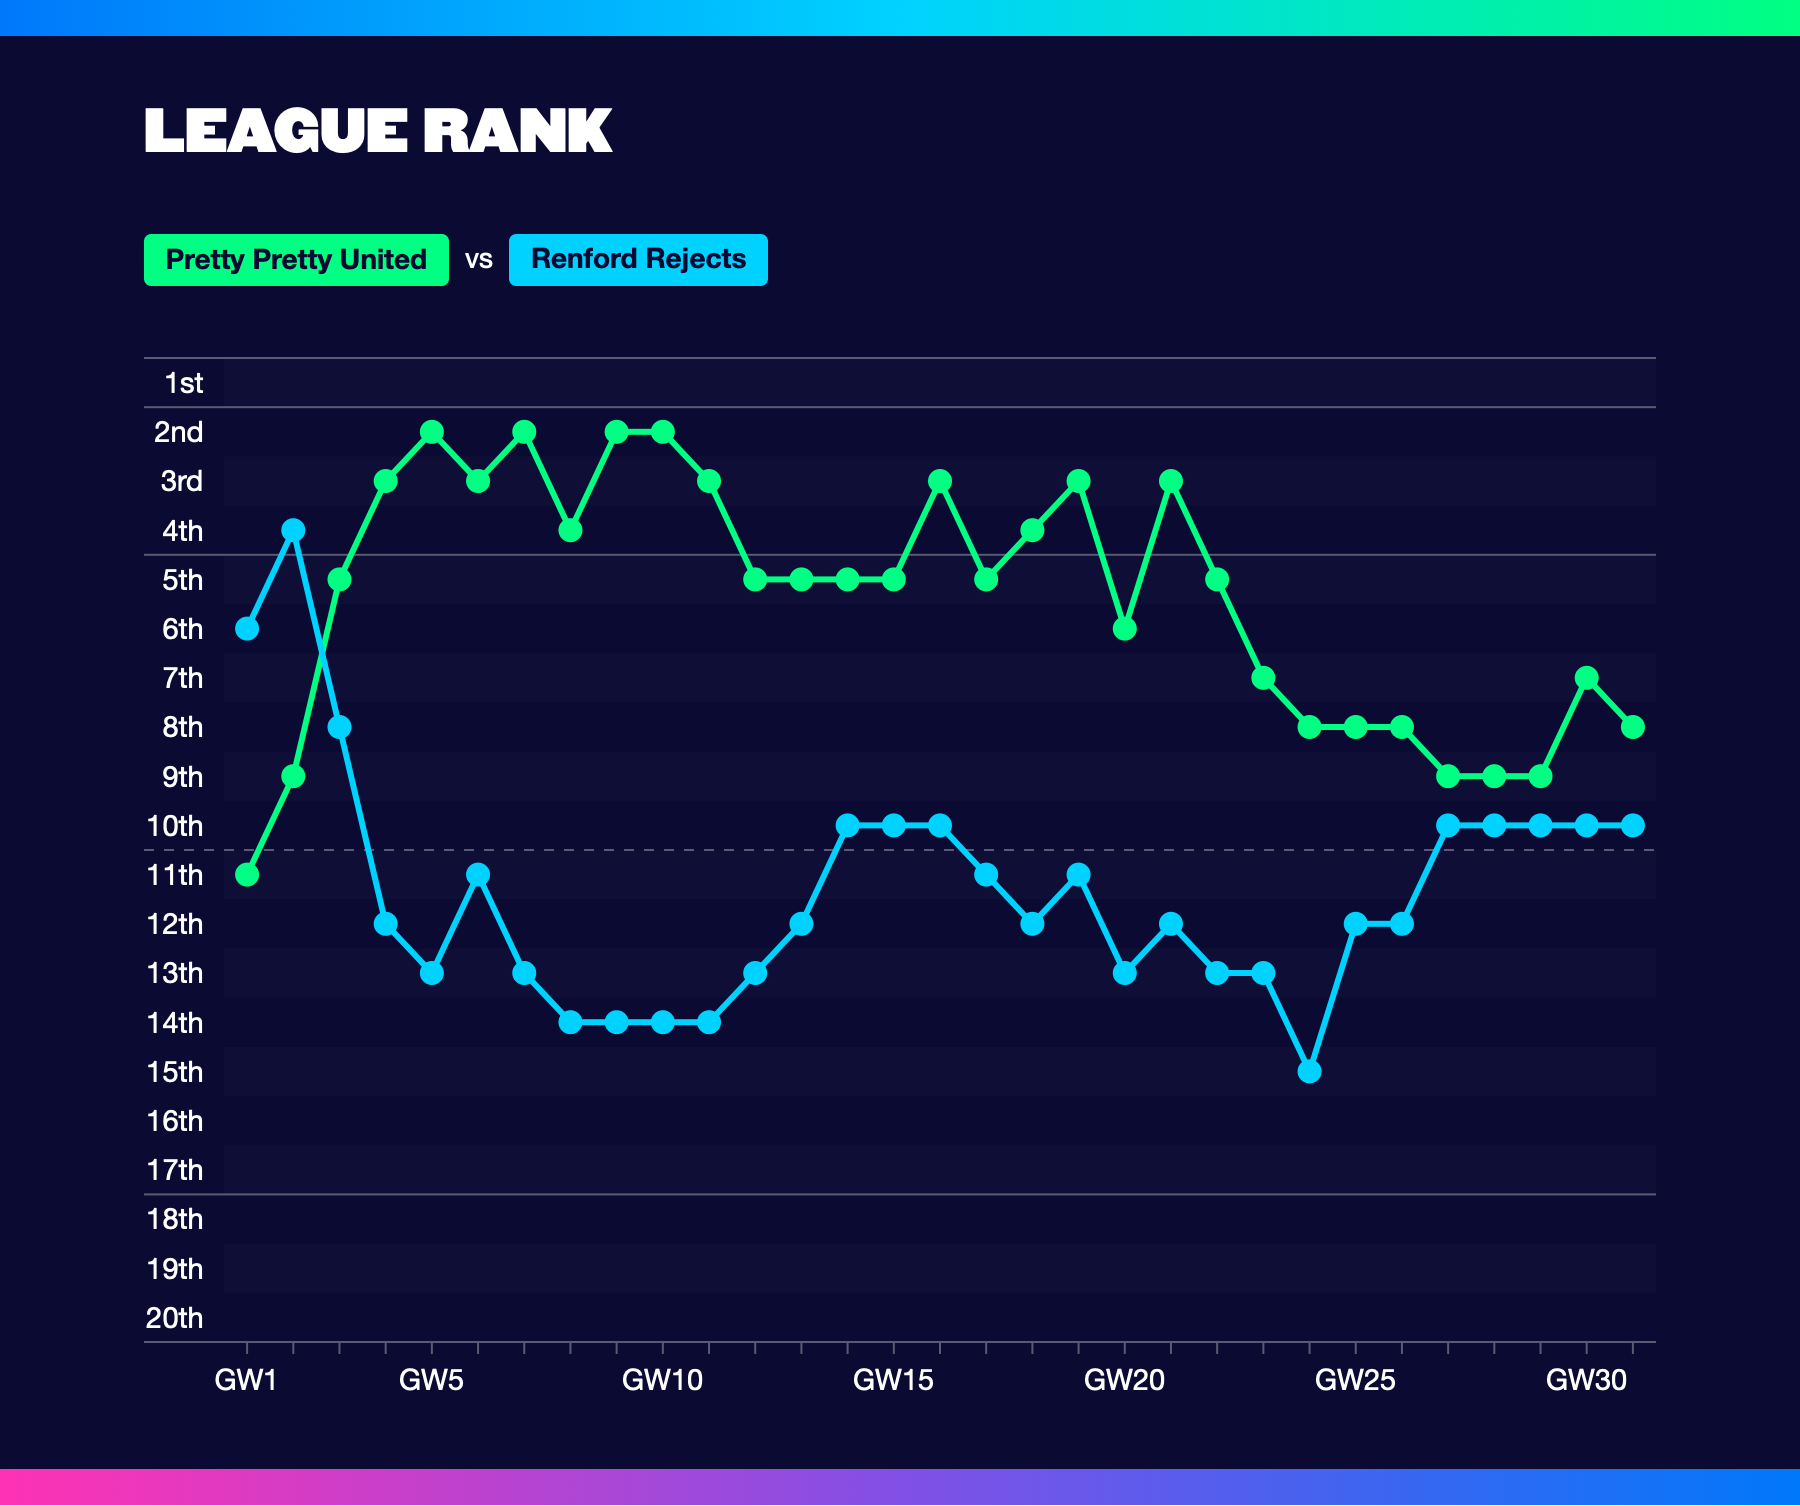 LEAGUE RANK
Pretty Pretty United vs Renford Rejects
1st
2nd
3rd
4th
5th
6th
7th
8th
9th
10th
11th
12th
13th
14th
15th
16th
17th
18th
19th
20th
GW1 GW5 GW10 GW15 GW20 GW25 GW30